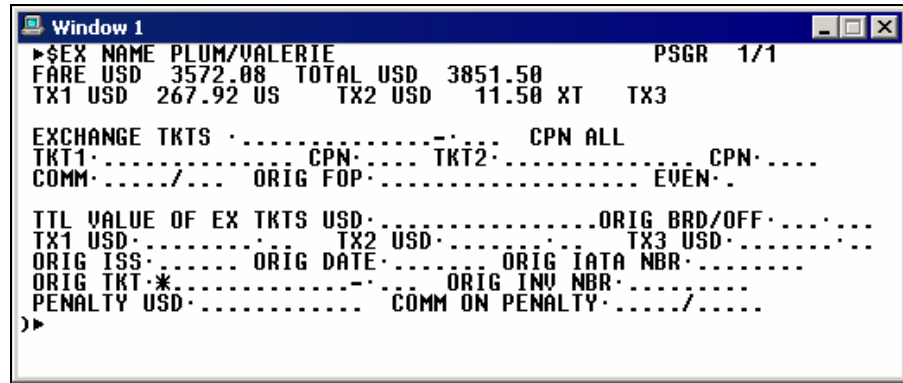 Window 1
►$EX NAME PLUM/VALERIE                              PSGR  1/1
FARE USD  3572.08  TOTAL USD  3851.50
TX1 USD  267.92 US    TX2 USD   11.50 XT   TX3
EXCHANGE TKTS ·...............-·...   CPN ALL
TKT1·............... CPN·.... TKT2·............... CPN·....
COMM·...../...  ORIG FOP·................... EVEN·.
TTL VALUE OF EX TKTS USD·.................ORIG BRD/OFF·...·...
TX1 USD·........·..   TX2 USD·........·..   TX3 USD·........·..
ORIG ISS·...... ORIG DATE·....... ORIG IATA NBR·.........
ORIG TKT·*..............-·...  ORIG INV NBR·..........
PENALTY USD·............  COMM ON PENALTY·...../.....
)►